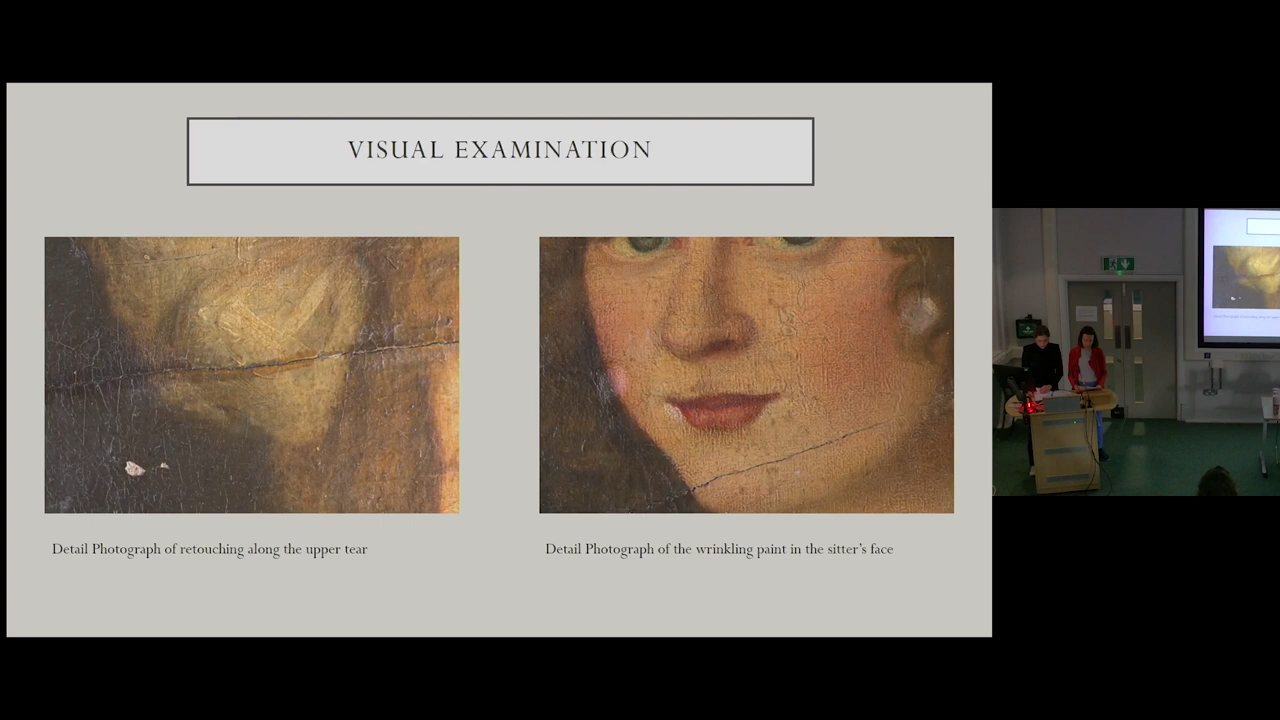 VISUAL EXAMINATION
Detail Photograph of retouching along the upper tear
Detail Photograph of the wrinkling paint in the sitter's face